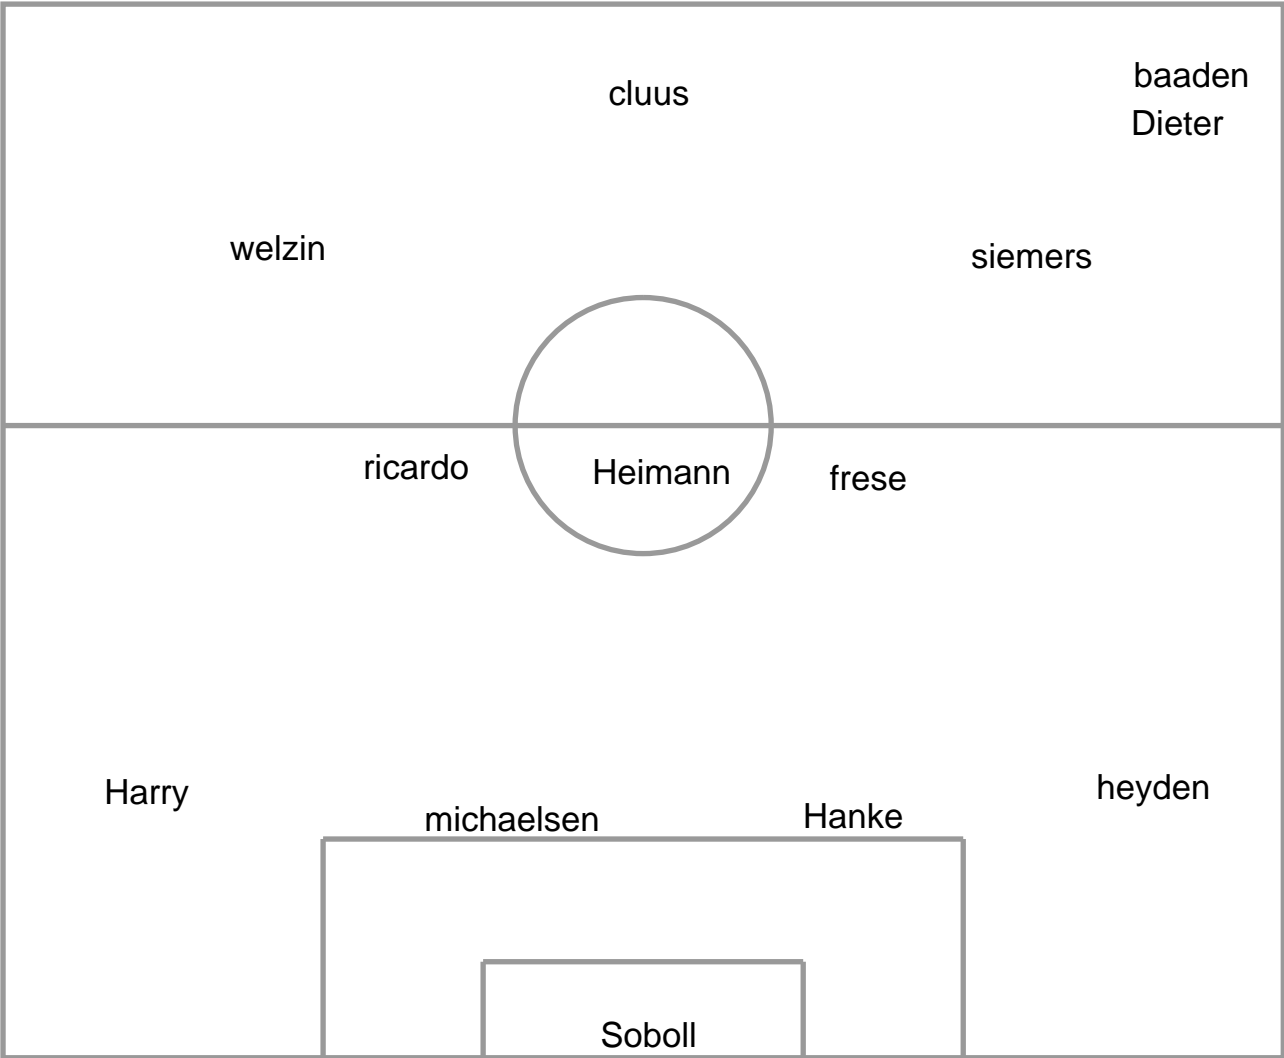 baaden
cluus
Dieter
welzin
siemers
ricardo
Heimann
frese
Harry
heyden
michaelsen
Hanke
Soboll